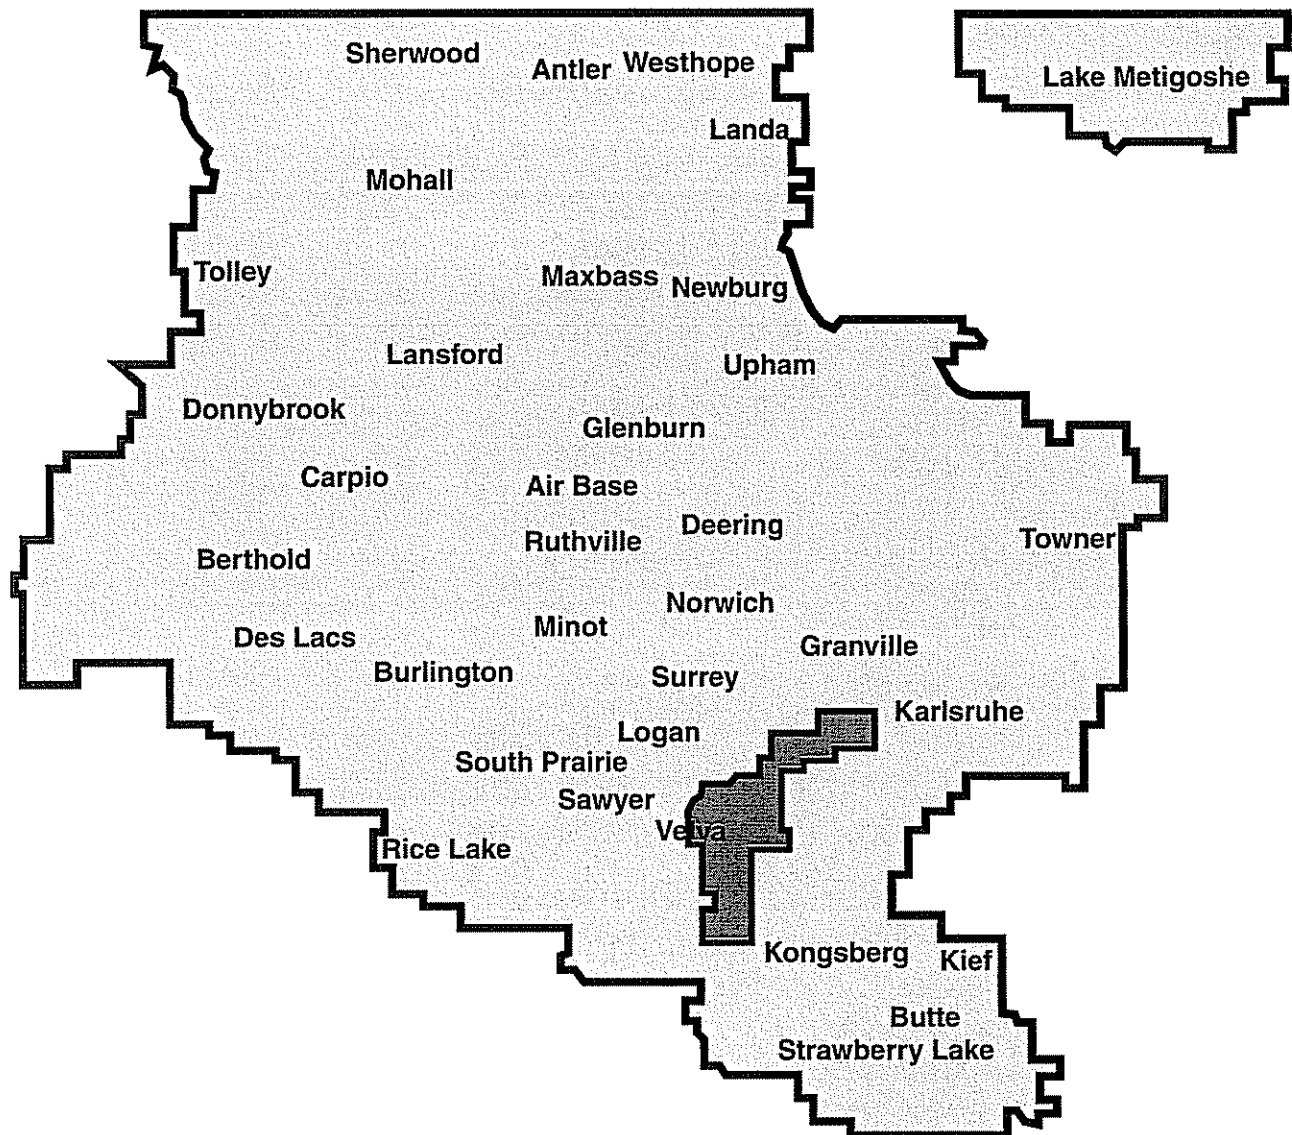 Sherwood
Antler
Westhope
Lake Metigoshe
Landa
Mohall
Tolley
Maxbass
Newburg
Lansford
Upham
Donnybrook
Glenburn
Carpio
Air Base
Deering
Ruthville
Towner
Berthold
Norwich
Minot
Des Lacs
Granville
Burlington
Surrey
Karlsruhe
Logan
South Prairie
Sawyer
Velva
Rice Lake
Kongsberg
Kief
Butte
Strawberry Lake